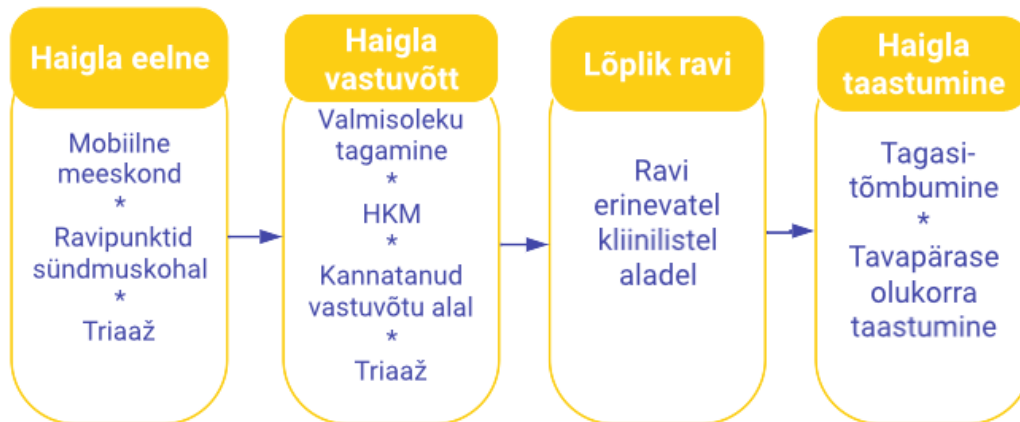 Haigla eelne
Mobiilne
meeskond
*
Ravipunktid
sündmuskohal
*
Triaaž
Haigla
vastuvõtt
Valmisoleku
tagamine
*
HKM
*
Kannatanud
vastuvõtu alal
*
Triaaž
Lõplik ravi
Ravi
erinevatel
kliinilistel
aladel
Haigla
taastumine
Tagasi-
tõmbumine
*
Tavapärase
olukorra
taastumine